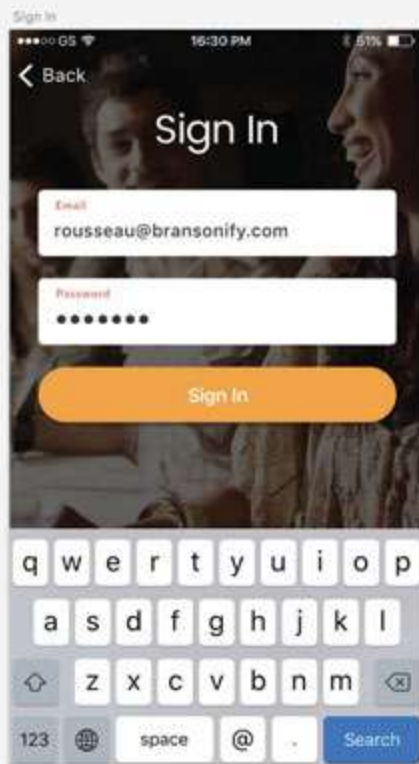 Sign In
GS 16:30 PM 61%
Back
Sign In
Email
rousseau@bransonify.com
Password
Sign In
q w e r t y u i o p
a s d f g h j k l
z x c v b n m
123 space @ . Search